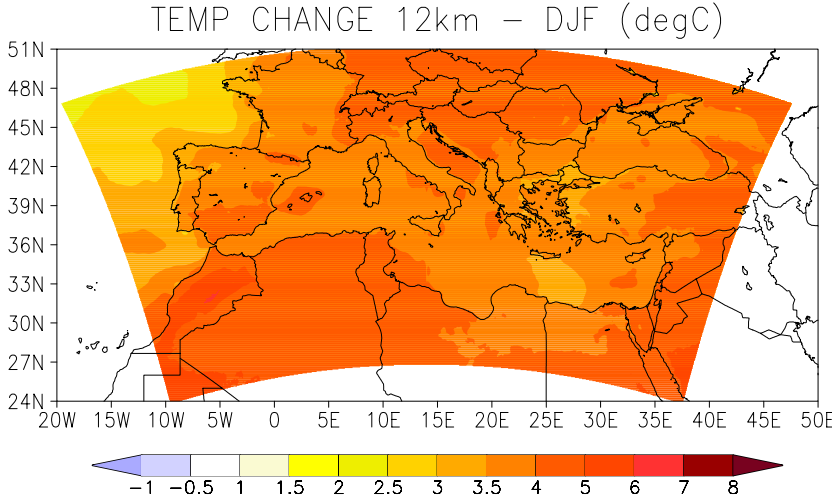 TEMP CHANGE 12km – DJF (degC)
51N
48N
45N
42N
39N
36N
33N
30N
27N
24N
20W 15W 10W 5W 0 5E 10E 15E 20E 25E 30E 35E 40E 45E 50E
−1 −0.5 1 1.5 2 2.5 3 3.5 4 5 6 7 8